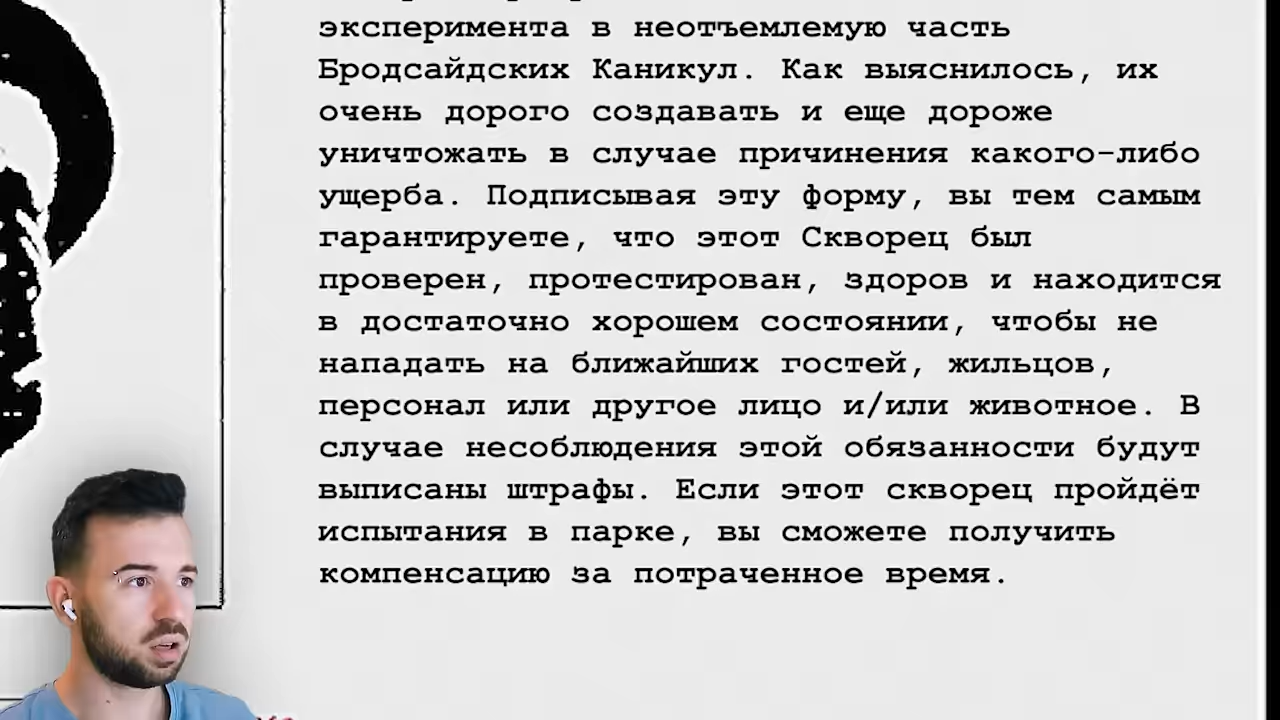 эксперимента в неотъемлемую часть
Бродсайдских Каникул. Как выяснилось, их
очень дорого создавать и еще дороже
уничтожать в случае причинения какого-либо
ущерба. Подписывая эту форму, вы тем самым
гарантируете, что этот Скворец был
проверен, протестирован, здоров и находится
в достаточно хорошем состоянии, чтобы не
нападать на ближайших гостей, жильцов,
персонал или другое лицо и/или животное. В
случае несоблюдения этой обязанности будут
выписаны штрафы. Если этот скворец пройдёт
испытания в парке, вы сможете получить
компенсацию за потраченное время.